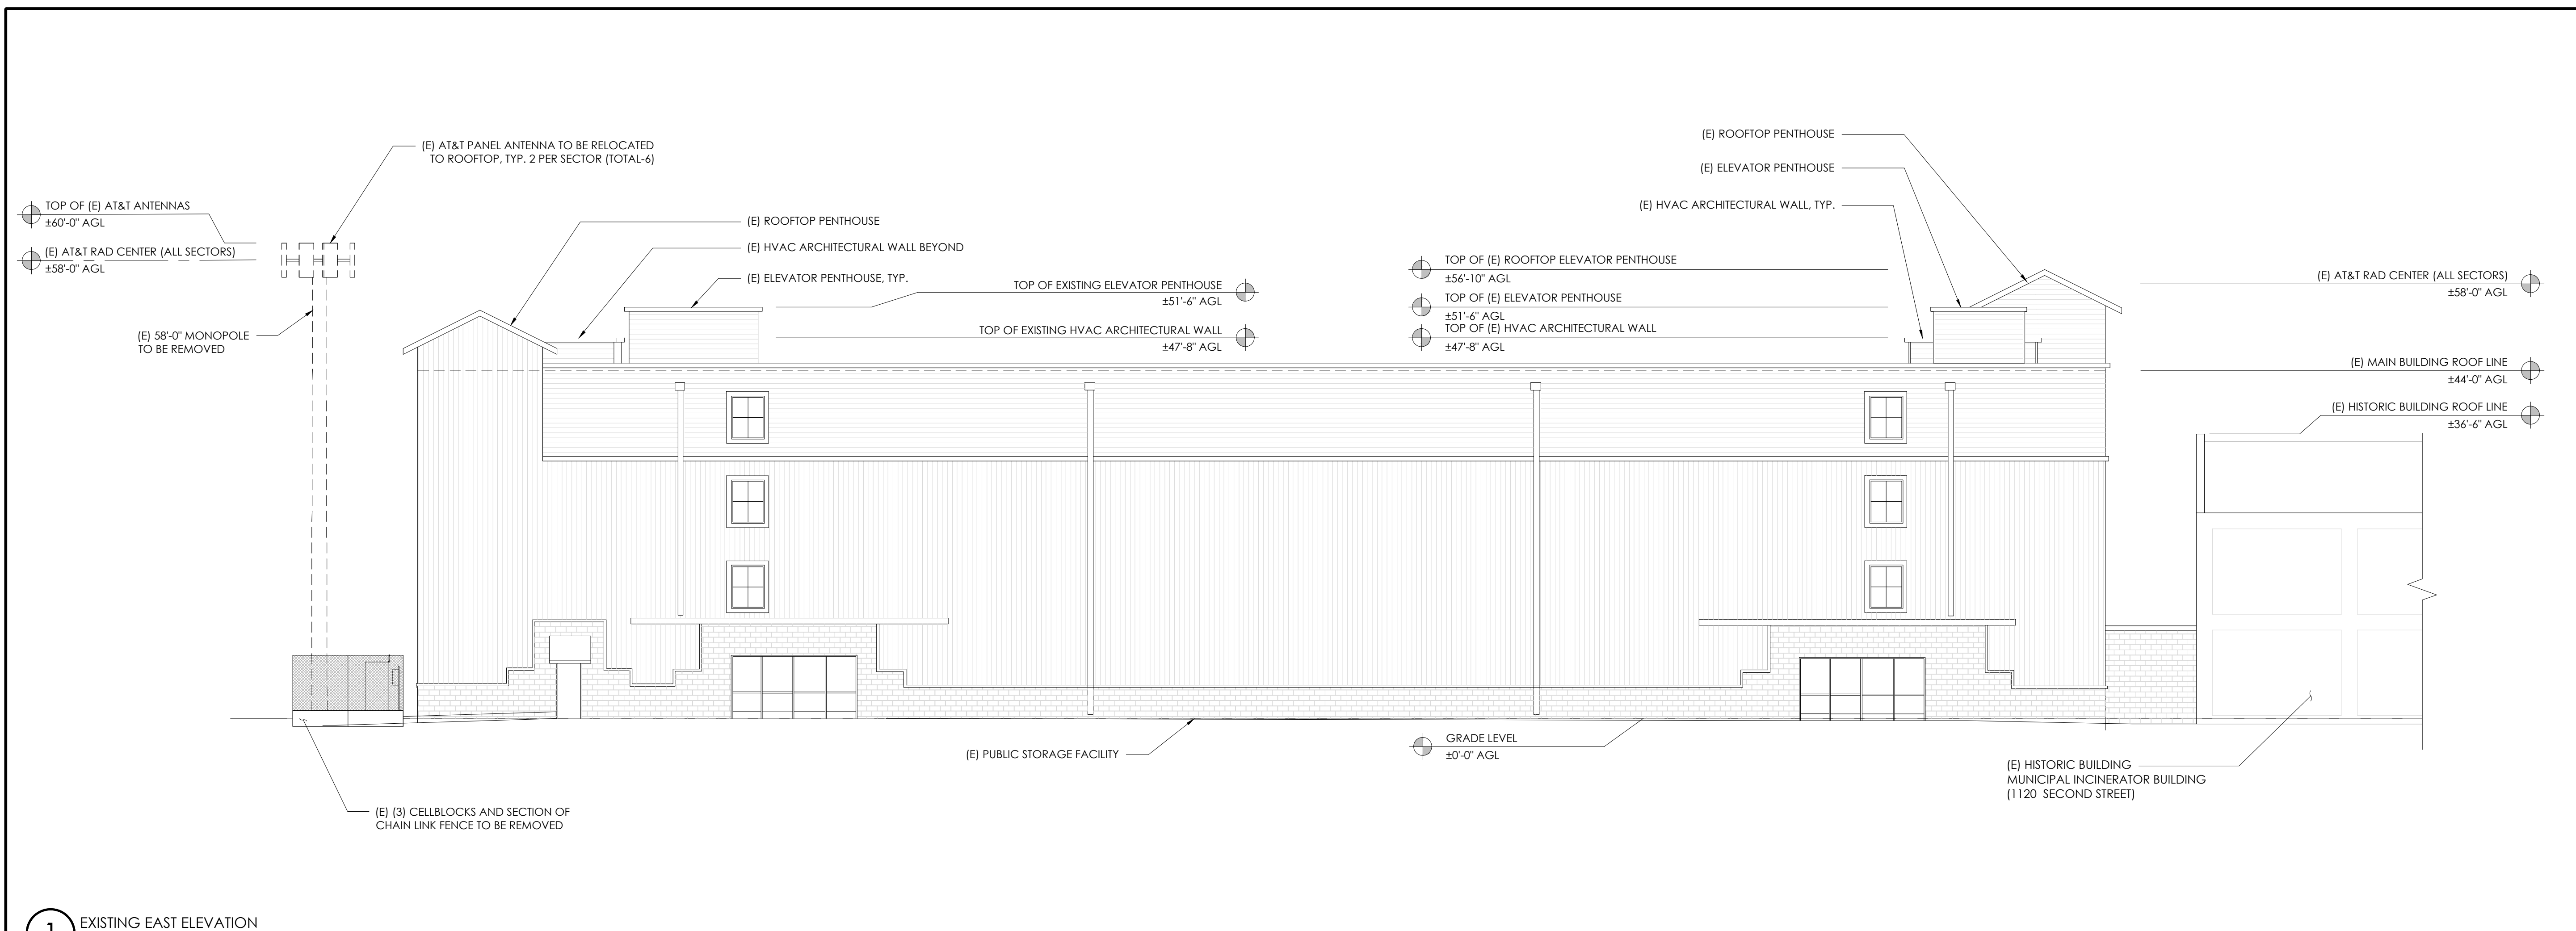 (E) AT&T PANEL ANTENNA TO BE RELOCATED
TO ROOFTOP, TYP. 2 PER SECTOR (TOTAL-6)
TOP OF (E) AT&T ANTENNAS
±60'-0" AGL
(E) AT&T RAD CENTER (ALL SECTORS)
±58'-0" AGL
(E) 58'-0" MONOPOLE
TO BE REMOVED
(E) ROOFTOP PENTHOUSE
(E) HVAC ARCHITECTURAL WALL BEYOND
(E) ELEVATOR PENTHOUSE, TYP.
TOP OF EXISTING ELEVATOR PENTHOUSE
±51'-6" AGL
TOP OF EXISTING HVAC ARCHITECTURAL WALL
±47'-8" AGL
(E) ROOFTOP PENTHOUSE
(E) ELEVATOR PENTHOUSE
(E) HVAC ARCHITECTURAL WALL, TYP.
TOP OF (E) ROOFTOP ELEVATOR PENTHOUSE
±56'-10" AGL
TOP OF (E) ELEVATOR PENTHOUSE
±51'-6" AGL
TOP OF (E) HVAC ARCHITECTURAL WALL
±47'-8" AGL
(E) AT&T RAD CENTER (ALL SECTORS)
±58'-0" AGL
(E) MAIN BUILDING ROOF LINE
±44'-0" AGL
(E) HISTORIC BUILDING ROOF LINE
±36'-6" AGL
(E) PUBLIC STORAGE FACILITY
GRADE LEVEL
±0'-0" AGL
(E) HISTORIC BUILDING
MUNICIPAL INCINERATOR BUILDING
(1120 SECOND STREET)
(E) (3) CELLBLOCKS AND SECTION OF
CHAIN LINK FENCE TO BE REMOVED
1
EXISTING EAST ELEVATION